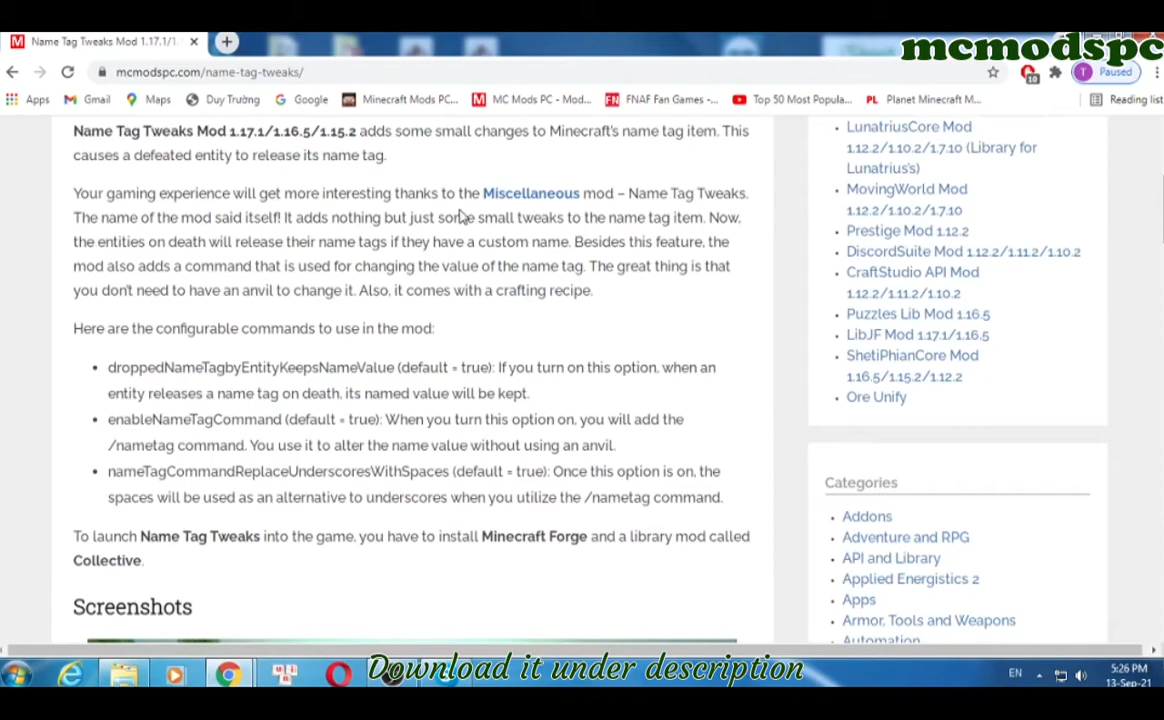 mcmodspc
Name Tag Tweaks Mod 1.17.1/1.
Paused
mcmodspc.com/name-tag-tweaks/
10
T
Apps
Gmail
Maps
Duy Trường
Google
Minecraft Mods PC...
MC Mods PC - Mod...
FNAF Fan Games -...
Top 50 Most Popula...
Planet Minecraft M...
Reading list
Name Tag Tweaks Mod 1.17.1/1.16.5/1.15.2 adds some small changes to Minecraft's name tag item. This
causes a defeated entity to release its name tag.
Your gaming experience will get more interesting thanks to the Miscellaneous mod – Name Tag Tweaks.
The name of the mod said itself! It adds nothing but just some small tweaks to the name tag item. Now,
the entities on death will release their name tags if they have a custom name. Besides this feature, the
mod also adds a command that is used for changing the value of the name tag. The great thing is that
you don't need to have an anvil to change it. Also, it comes with a crafting recipe.
Here are the configurable commands to use in the mod:
droppedNameTagbyEntityKeepsNameValue (default = true): If you turn on this option, when an
entity releases a name tag on death, its named value will be kept.
enableNameTagCommand (default = true): When you turn this option on, you will add the
/nametag command. You use it to alter the name value without using an anvil.
nameTagCommandReplaceUnderscoresWithSpaces (default = true): Once this option is on, the
spaces will be used as an alternative to underscores when you utilize the /nametag command.
To launch Name Tag Tweaks into the game, you have to install Minecraft Forge and a library mod called
Collective.
Screenshots
LunatriusCore Mod
1.12.2/1.10.2/1.7.10 (Library for
Lunatrius's)
MovingWorld Mod
1.12.2/1.10.2/1.7.10
Prestige Mod 1.12.2
DiscordSuite Mod 1.12.2/1.11.2/1.10.2
CraftStudio API Mod
1.12.2/1.11.2/1.10.2
Puzzles Lib Mod 1.16.5
LibJF Mod 1.17.1/1.16.5
ShetiPhianCore Mod
1.16.5/1.15.2/1.12.2
Ore Unify
Categories
Addons
Adventure and RPG
API and Library
Applied Energistics 2
Apps
Armor, Tools and Weapons
Automation
Download it under description
EN
5:26 PM
13-Sep-21